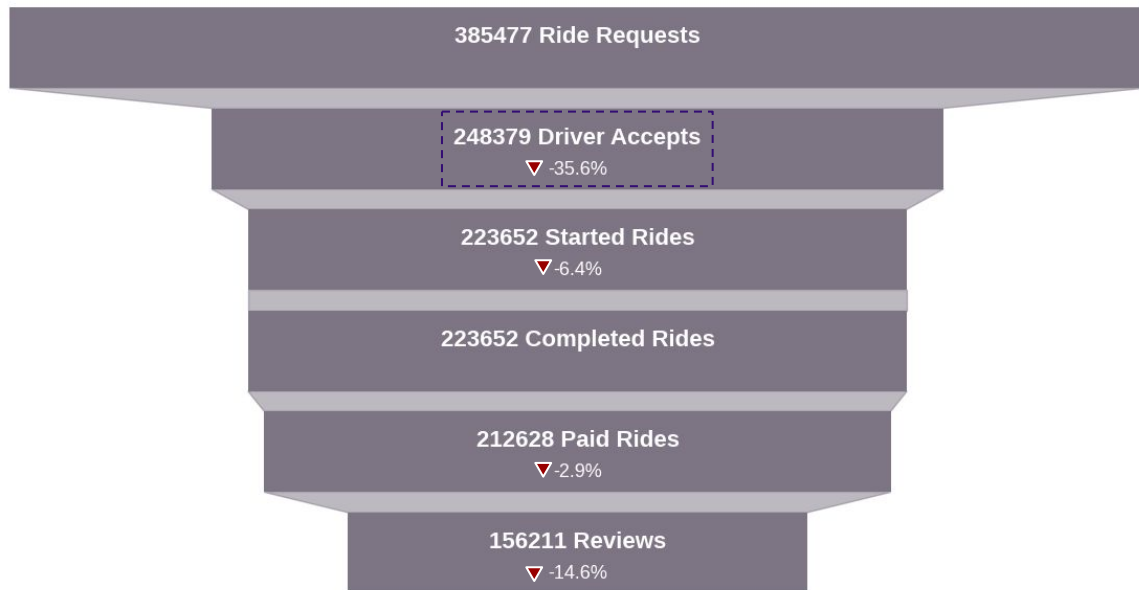 385477 Ride Requests
248379 Driver Accepts
-35.6%
223652 Started Rides
-6.4%
223652 Completed Rides
212628 Paid Rides
-2.9%
156211 Reviews
-14.6%